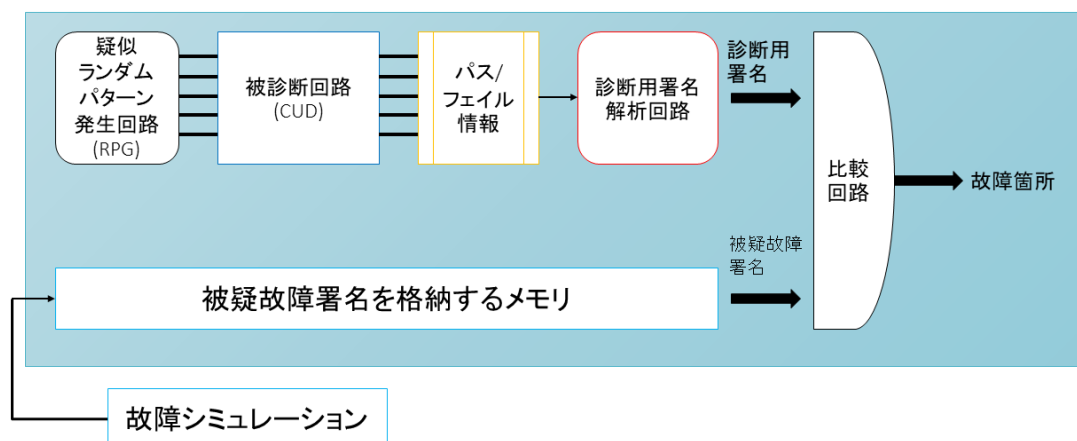 疑似
ランダム
パターン
発生回路
(RPG)
被診断回路
(CUD)
パス/
フェイル
情報
診断用署名
解析回路
診断用
署名
比較
回路
故障箇所
被疑故障
署名
被疑故障署名を格納するメモリ
故障シミュレーション